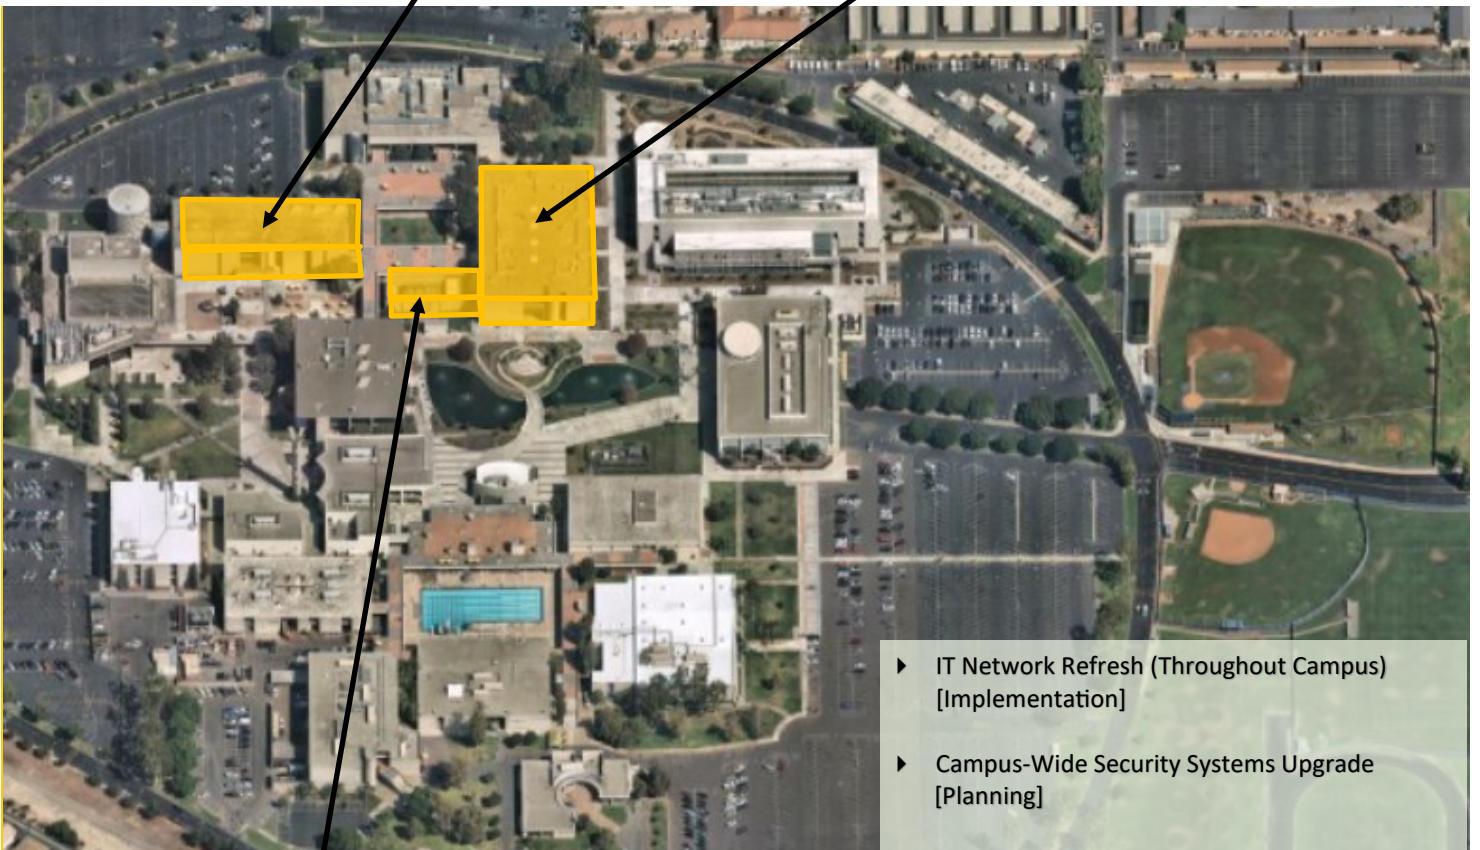 IT Network Refresh (Throughout Campus)
[Implementation]
Campus-Wide Security Systems Upgrade
[Planning]